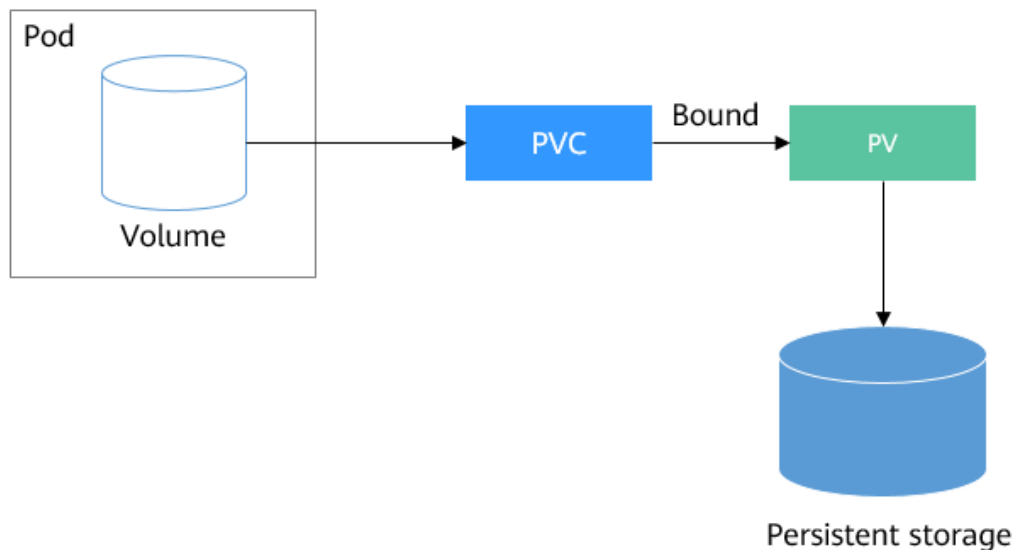 Pod
Volume
PVC
Bound
PV
Persistent storage